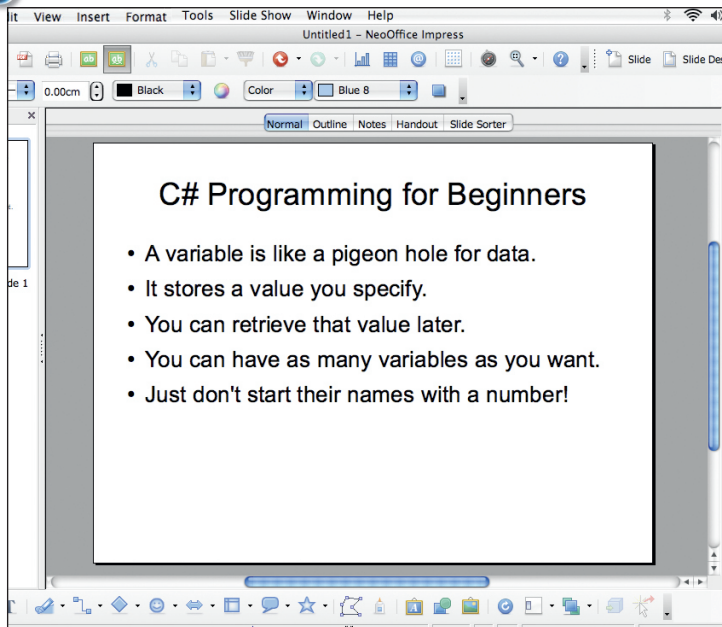 it View Insert Format Tools Slide Show Window Help
Untitled1 – NeoOffice Impress
Slide Slide Des
0.00cm Black Color Blue 8
Normal Outline Notes Handout Slide Sorter
C# Programming for Beginners
• A variable is like a pigeon hole for data.
• It stores a value you specify.
• You can retrieve that value later.
• You can have as many variables as you want.
• Just don't start their names with a number!
de 1